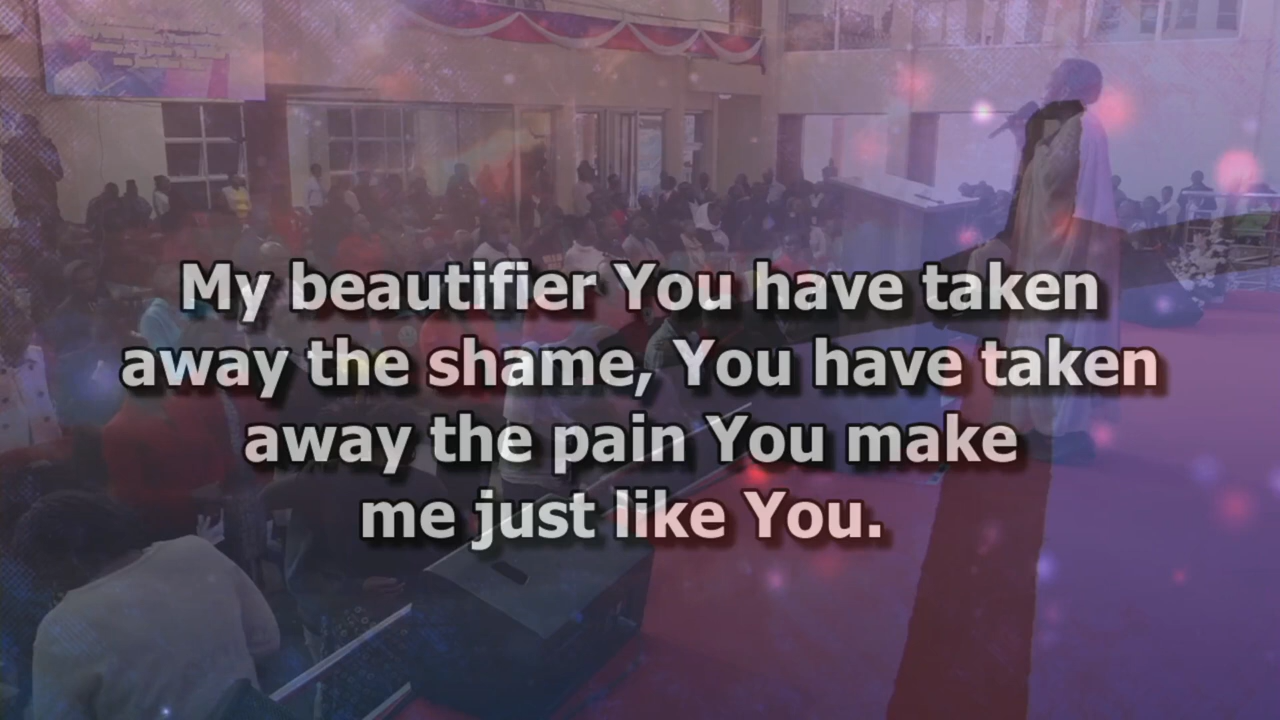 My beautifier You have taken
away the shame, You have taken
away the pain You make
me just like You.